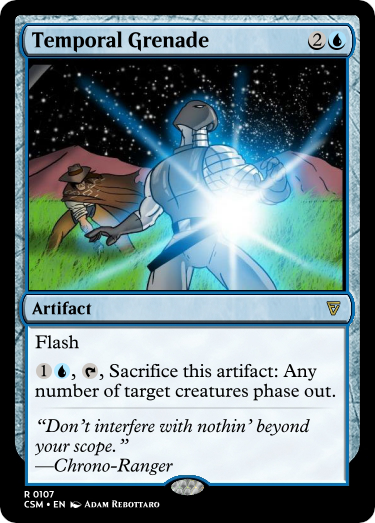 Temporal Grenade 2
Artifact
Flash
1, , Sacrifice this artifact: Any
number of target creatures phase out.
“Don’t interfere with nothin’ beyond
your scope.”
—Chrono-Ranger
R 0107
CSM • EN Adam Rebottaro